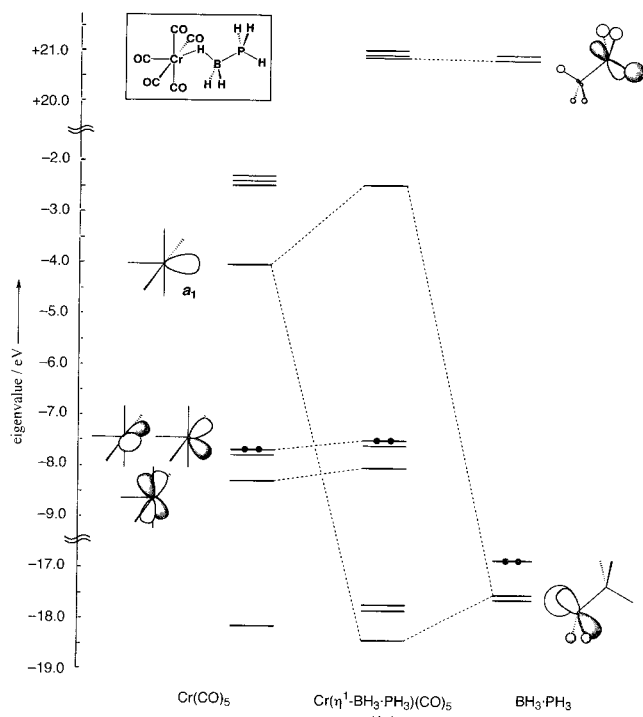 +21.0
+20.0
−2.0
−3.0
−4.0
−5.0
−6.0
−7.0
−8.0
−9.0
−17.0
−18.0
−19.0
eigenvalue / eV
CO
OC
CO
Cr
H
OC
CO
B
H H
H H
P
H
a₁
Cr(CO)₅
Cr(η¹-BH₃·PH₃)(CO)₅
BH₃·PH₃